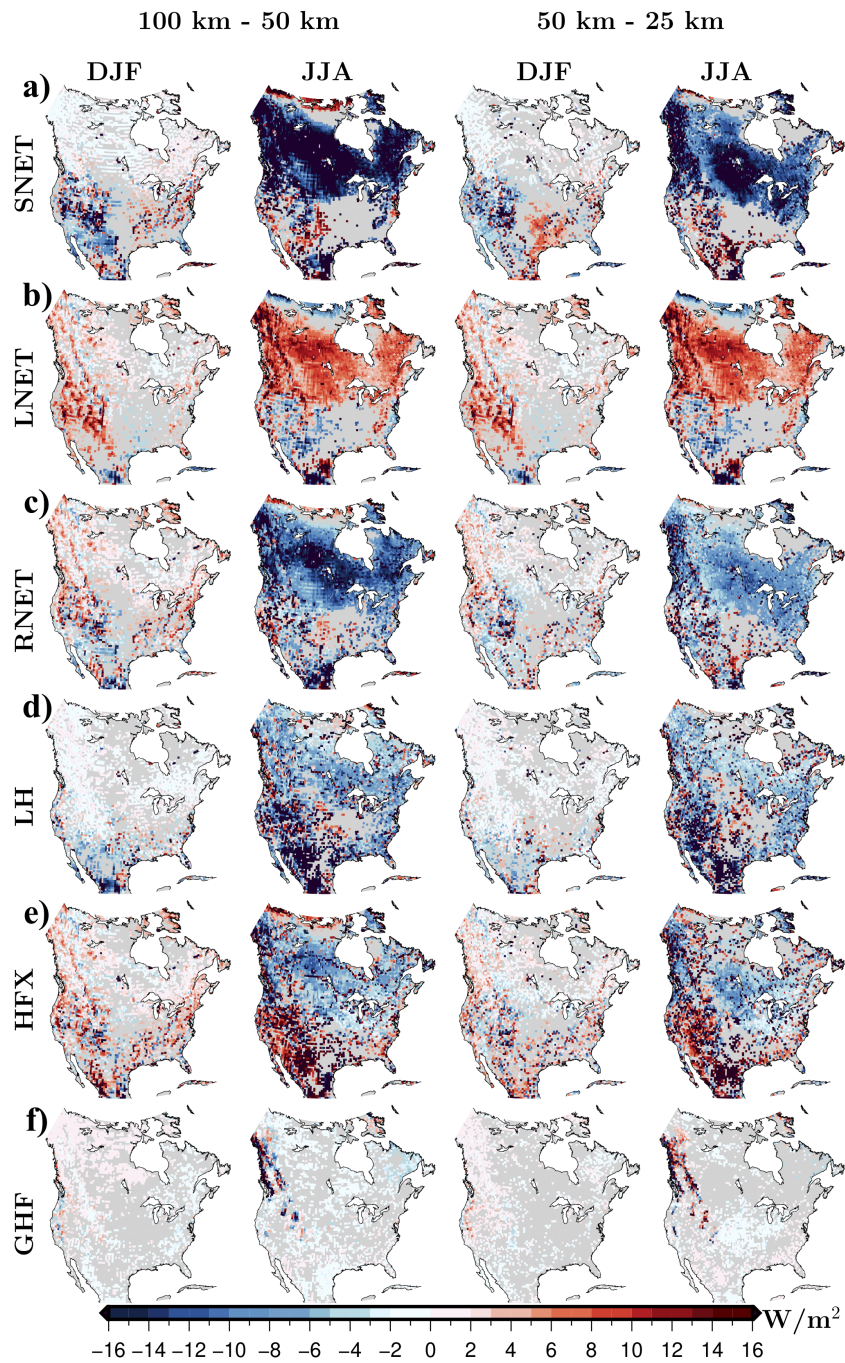 100 km - 50 km 50 km - 25 km
DJF JJA DJF JJA
a) SNET
b) LNET
c) RNET
d) LH
e) HFX
f) GHF
W/m²
−16 −14 −12 −10 −8 −6 −4 −2 0 2 4 6 8 10 12 14 16